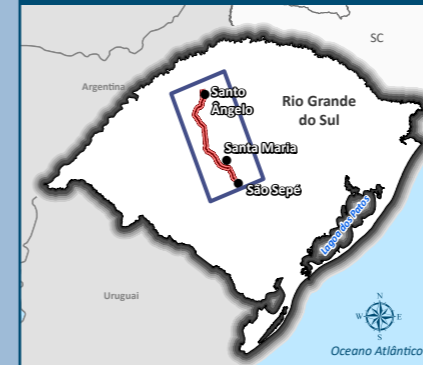 SC
Argentina
Santo
Ângelo
Rio Grande
do Sul
Santa Maria
São Sepé
Lagoa dos Patos
Uruguai
N
W
E
S
Oceano Atlântico